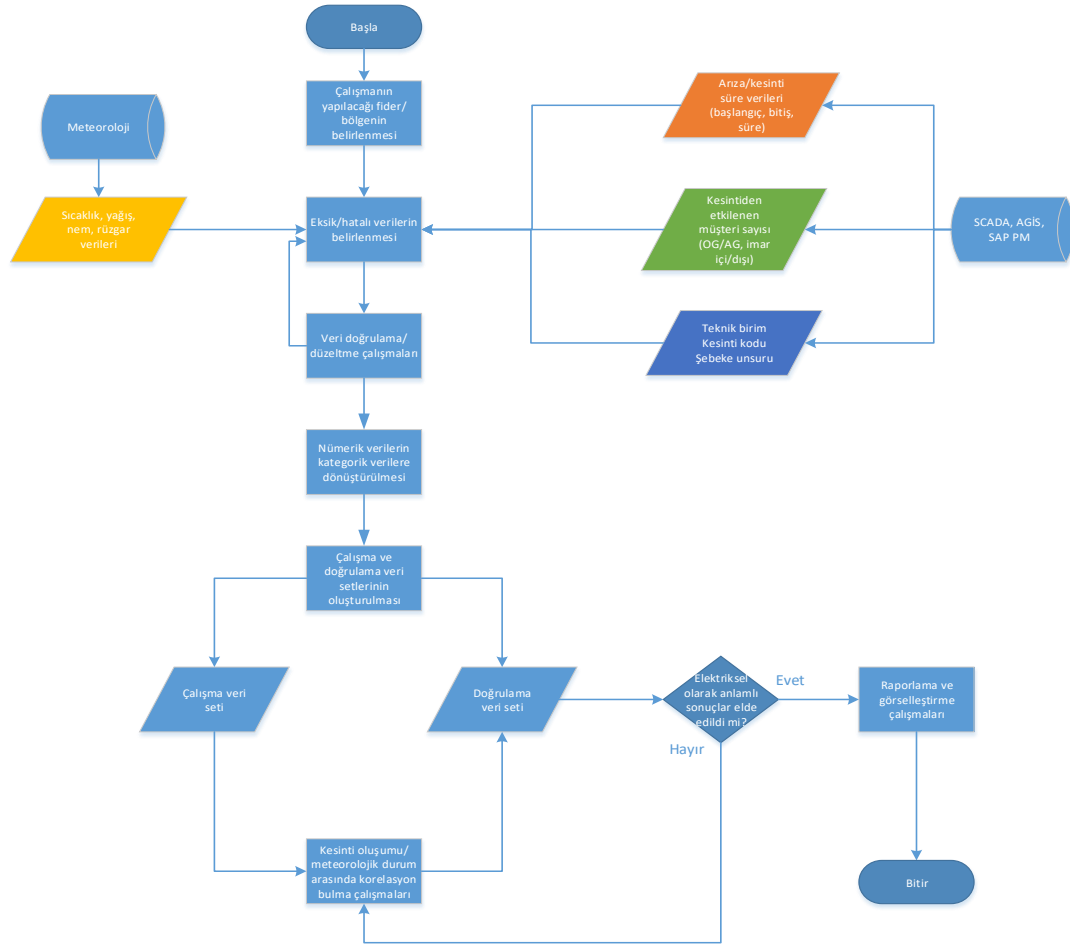 Başla
Çalışmanın
yapılacağı fider/
bölgenin
belirlenmesi
Meteoroloji
Sıcaklık, yağış,
nem, rüzgar
verileri
Eksik/hatalı verilerin
belirlenmesi
Arıza/kesinti
süre verileri
(başlangıç, bitiş,
süre)
Kesintiden
etkilenen
müşteri sayısı
(OG/AG, imar
içi/dışı)
SCADA, AGİS,
SAP PM
Teknik birim
Kesinti kodu
Şebeke unsuru
Veri doğrulama/
düzeltme çalışmaları
Nümerik verilerin
kategorik verilere
dönüştürülmesi
Çalışma ve
doğrulama veri
setlerinin
oluşturulması
Çalışma veri
seti
Doğrulama
veri seti
Elektriksel
olarak anlamlı
sonuçlar elde
edildi mi?
Evet
Hayır
Raporlama ve
görselleştirme
çalışmaları
Kesinti oluşumu/
meteorolojik durum
arasında korelasyon
bulma çalışmaları
Bitir